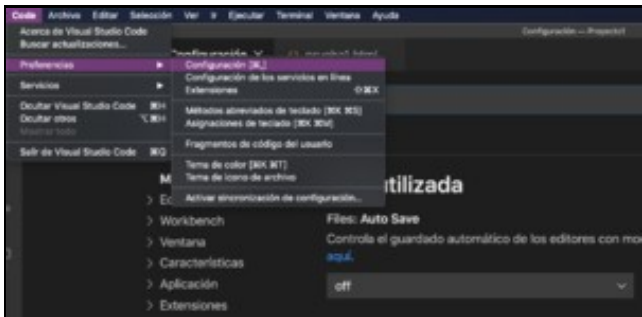 Code Archivo Editar Selección Ver Ir Ejecutar Terminal Ventana Ayuda
Acerca de Visual Studio Code
Buscar actualizaciones...
Preferencias
Servicios
Ocultar Visual Studio Code ⌘H
Ocultar otros ⌥⌘H
Mostrar todo
Salir de Visual Studio Code ⌘Q
Configuración — Proyecto1
Configuración
prueba1.html
Configuración [⌘,]
Configuración de los servicios en línea
Extensiones ⇧⌘X
Métodos abreviados de teclado [⌘K ⌘S]
Asignaciones de teclado [⌘K ⌘M]
Fragmentos de código del usuario
Tema de color [⌘K ⌘T]
Tema de icono de archivo
Activar sincronización de configuración...
M
> Ed
> Workbench
> Ventana
> Características
> Aplicación
> Extensiones
tilizada
Files: Auto Save
Controla el guardado automático de los editores con mo
aquí.
off